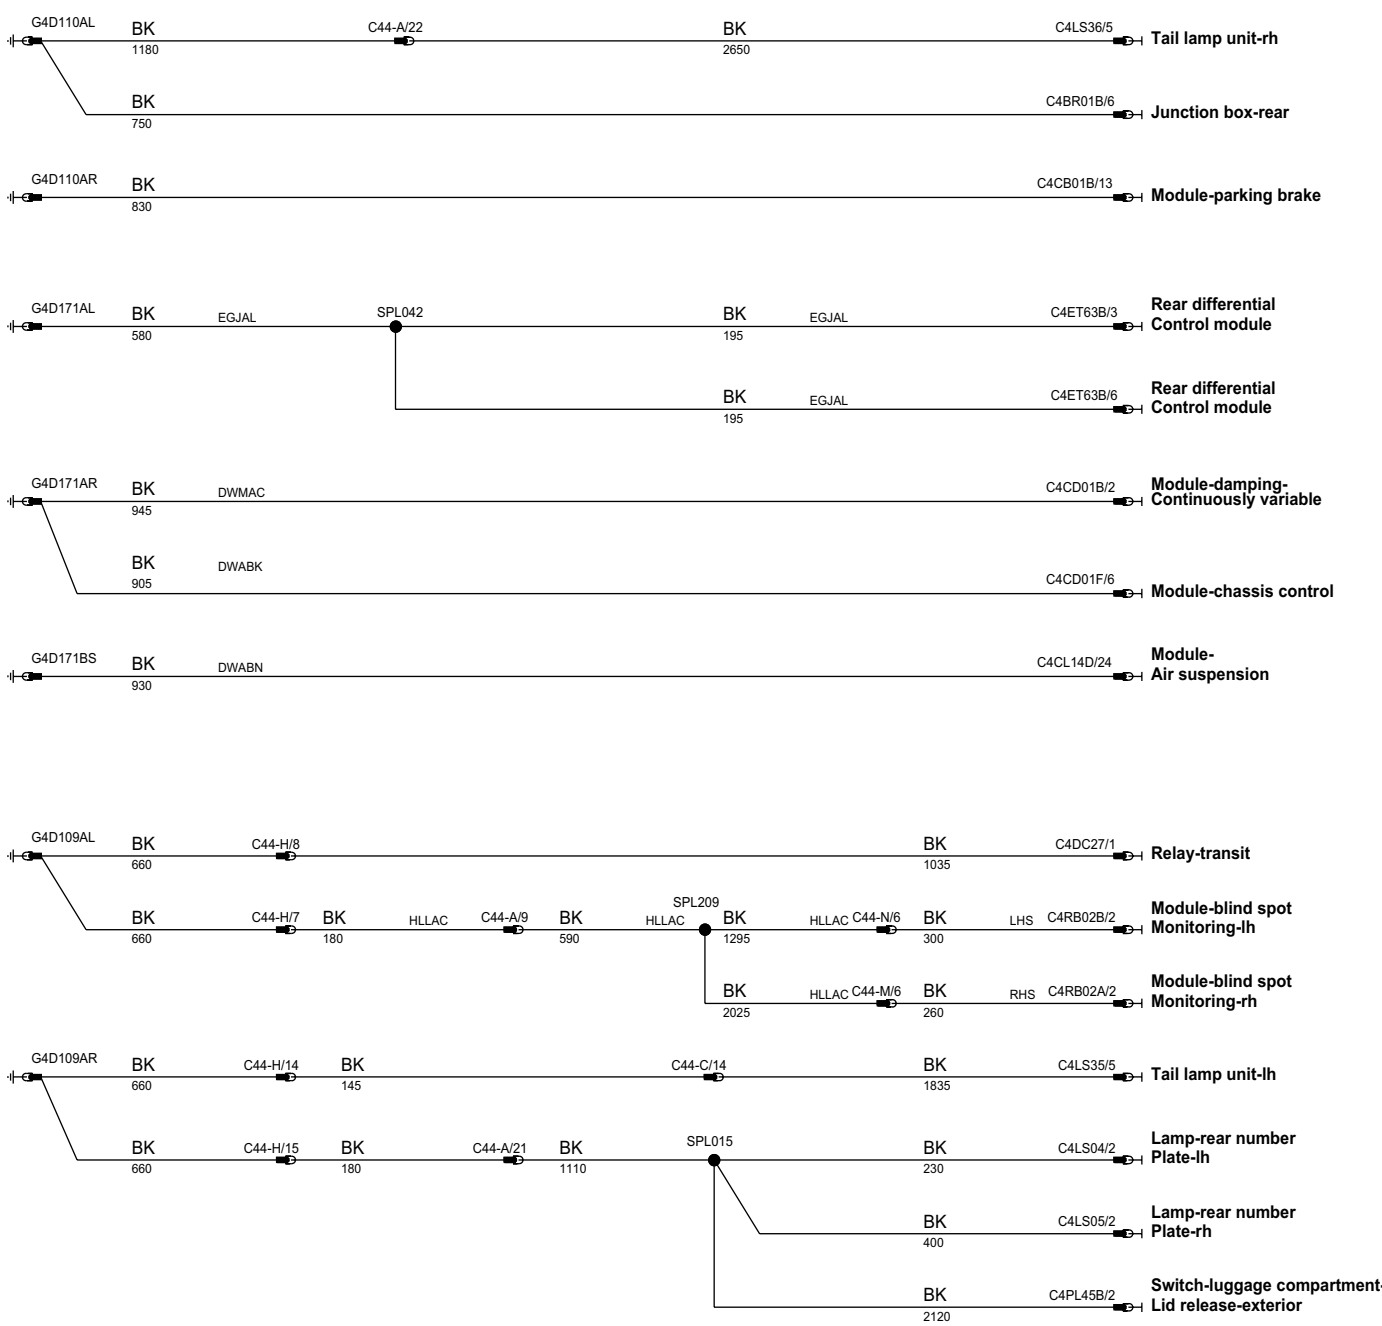 G4D110AL
BK
C44-A/22
BK
C4LS36/5
Tail lamp unit-rh
1180
2650
BK
C4BR01B/6
Junction box-rear
750
G4D110AR
BK
C4CB01B/13
Module-parking brake
830
G4D171AL
BK
EGJAL
SPL042
BK
EGJAL
C4ET63B/3
Rear differential
Control module
580
195
BK
EGJAL
C4ET63B/6
Rear differential
Control module
195
G4D171AR
BK
DWMAC
C4CD01B/2
Module-damping-
Continuously variable
945
BK
DWABK
905
C4CD01F/6
Module-chassis control
G4D171BS
BK
DWABN
C4CL14D/24
Module-
Air suspension
930
G4D109AL
BK
C44-H/8
BK
C4DC27/1
Relay-transit
660
1035
BK
C44-H/7
BK
HLLAC
C44-A/9
BK
HLLAC
SPL209
BK
HLLAC
C44-N/6
BK
LHS
C4RB02B/2
Module-blind spot
Monitoring-lh
660
180
590
1295
300
BK
HLLAC
C44-M/6
BK
RHS
C4RB02A/2
Module-blind spot
Monitoring-rh
2025
260
G4D109AR
BK
C44-H/14
BK
C44-C/14
BK
C4LS35/5
Tail lamp unit-lh
660
145
1835
BK
C44-H/15
BK
C44-A/21
BK
SPL015
BK
C4LS04/2
Lamp-rear number
Plate-lh
660
180
1110
230
BK
C4LS05/2
Lamp-rear number
Plate-rh
400
BK
C4PL45B/2
Switch-luggage compartment-
Lid release-exterior
2120